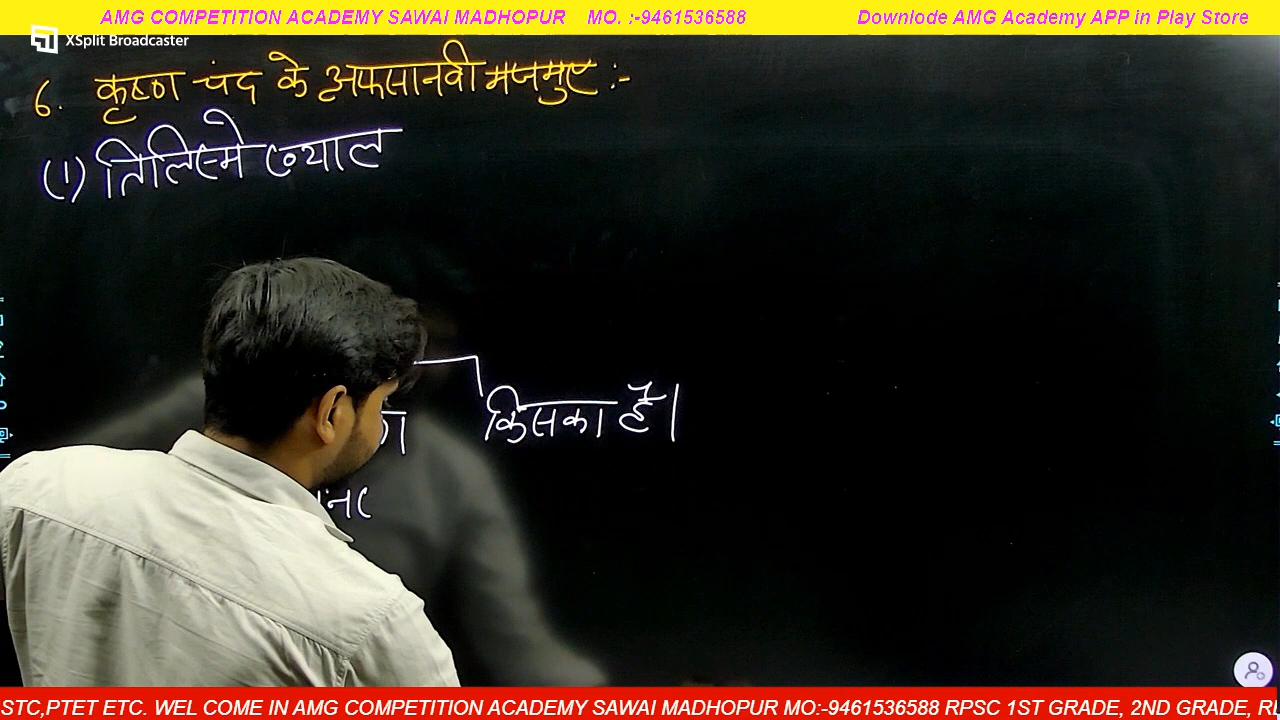 AMG COMPETITION ACADEMY SAWAI MADHOPUR MO. :-9461536588 Downlode AMG Academy APP in Play Store
XSplit Broadcaster
6. कृष्ण चंद के अफसानवी मजमुए :-
(1) तिलिस्मे ख्याल
किसका है।
STC,PTET ETC. WEL COME IN AMG COMPETITION ACADEMY SAWAI MADHOPUR MO:-9461536588 RPSC 1ST GRADE, 2ND GRADE,